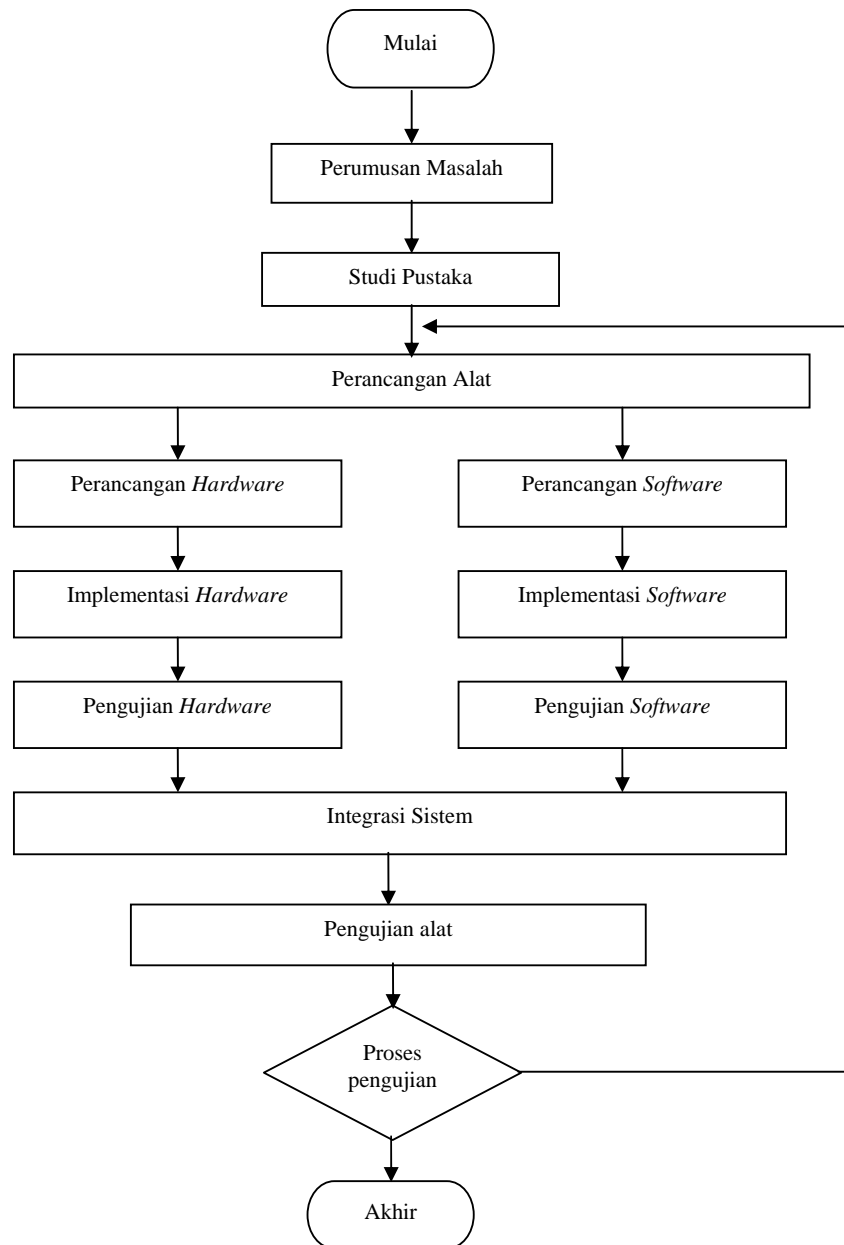 Mulai
Perumusan Masalah
Studi Pustaka
Perancangan Alat
Perancangan Hardware
Perancangan Software
Implementasi Hardware
Implementasi Software
Pengujian Hardware
Pengujian Software
Integrasi Sistem
Pengujian alat
Proses
pengujian
Akhir